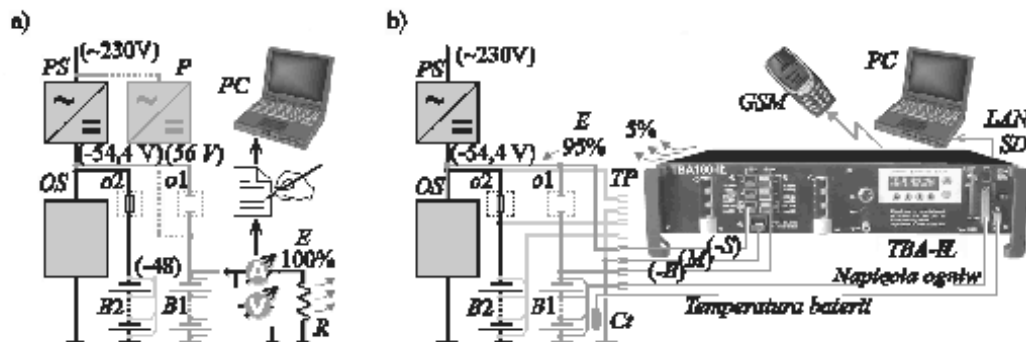 a)
(~230V)
PS
P
PC
(-54,4 V)(56 V)
OS
o2
o1
(-48)
B2
B1
A
V
E
100%
R
b)
(~230V)
PS
(-54,4 V)
E
95%
5%
OS
o2
o1
TP
B2
B1
Ct
GSM
PC
LAN
SD
(-B)
(M)
(-S)
TBA-IL
Napięcia ogniw
Temperatura baterii